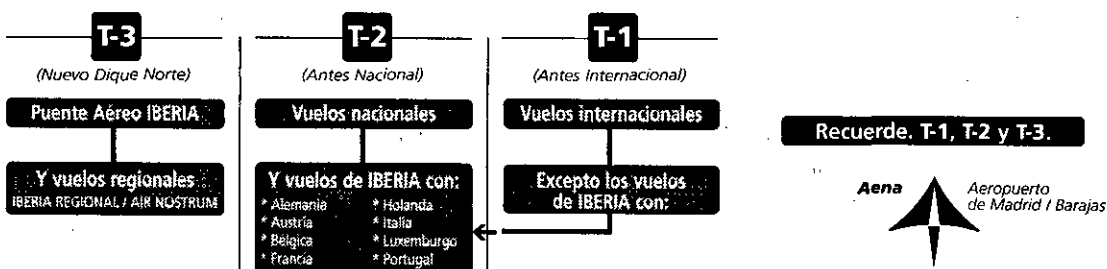 T-3
(Nuevo Dique Norte)
Puente Aéreo IBERIA
Y vuelos regionales
IBERIA REGIONAL / AIR NOSTRUM
T-2
(Antes Nacional)
Vuelos nacionales
Y vuelos de IBERIA con:
* Alemania
* Austria
* Bélgica
* Francia
* Holanda
* Italia
* Luxemburgo
* Portugal
T-1
(Antes Internacional)
Vuelos internacionales
Excepto los vuelos
de IBERIA con:
Recuerde. T-1, T-2 y T-3.
Aena
Aeropuerto
de Madrid / Barajas